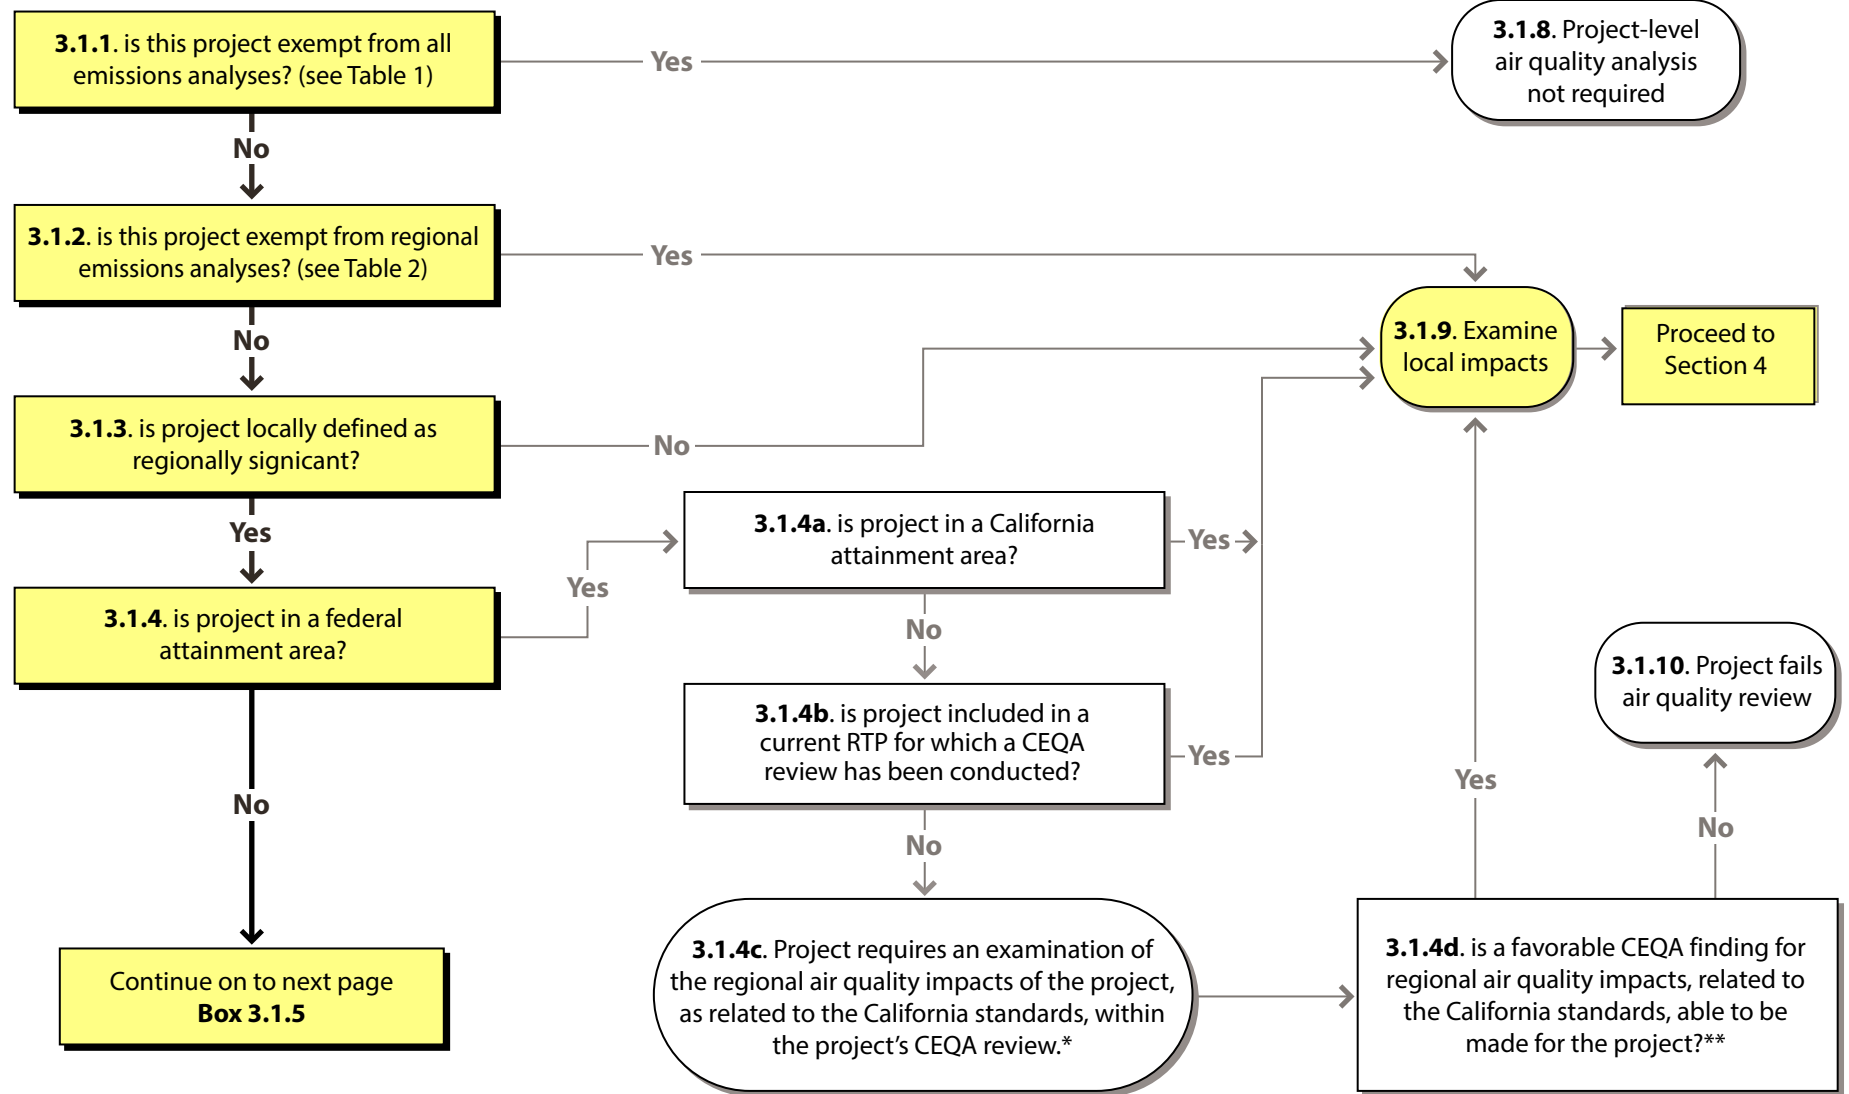 3.1.1. is this project exempt from all
emissions analyses? (see Table 1)
Yes
3.1.8. Project-level
air quality analysis
not required
No
3.1.2. is this project exempt from regional
emissions analyses? (see Table 2)
Yes
3.1.9. Examine
local impacts
Proceed to
Section 4
No
3.1.3. is project locally defined as
regionally signicant?
No
Yes
3.1.4. is project in a federal
attainment area?
Yes
3.1.4a. is project in a California
attainment area?
Yes
No
3.1.4b. is project included in a
current RTP for which a CEQA
review has been conducted?
Yes
No
3.1.4c. Project requires an examination of
the regional air quality impacts of the project,
as related to the California standards, within
the project’s CEQA review.*
3.1.4d. is a favorable CEQA finding for
regional air quality impacts, related to
the California standards, able to be
made for the project?**
Yes
No
3.1.10. Project fails
air quality review
No
Continue on to next page
Box 3.1.5